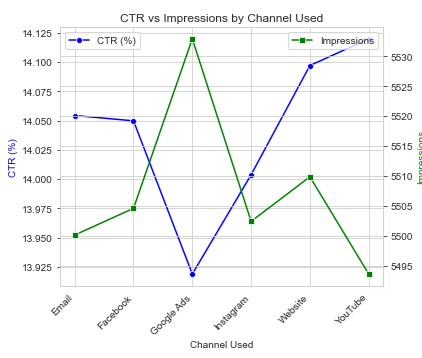 CTR vs Impressions by Channel Used
CTR (%)
Impressions
14.125
14.100
14.075
14.050
14.025
14.000
13.975
13.950
13.925
CTR (%)
5530
5525
5520
5515
5510
5505
5500
5495
Impressions
Email
Facebook
Google Ads
Instagram
Website
YouTube
Channel Used